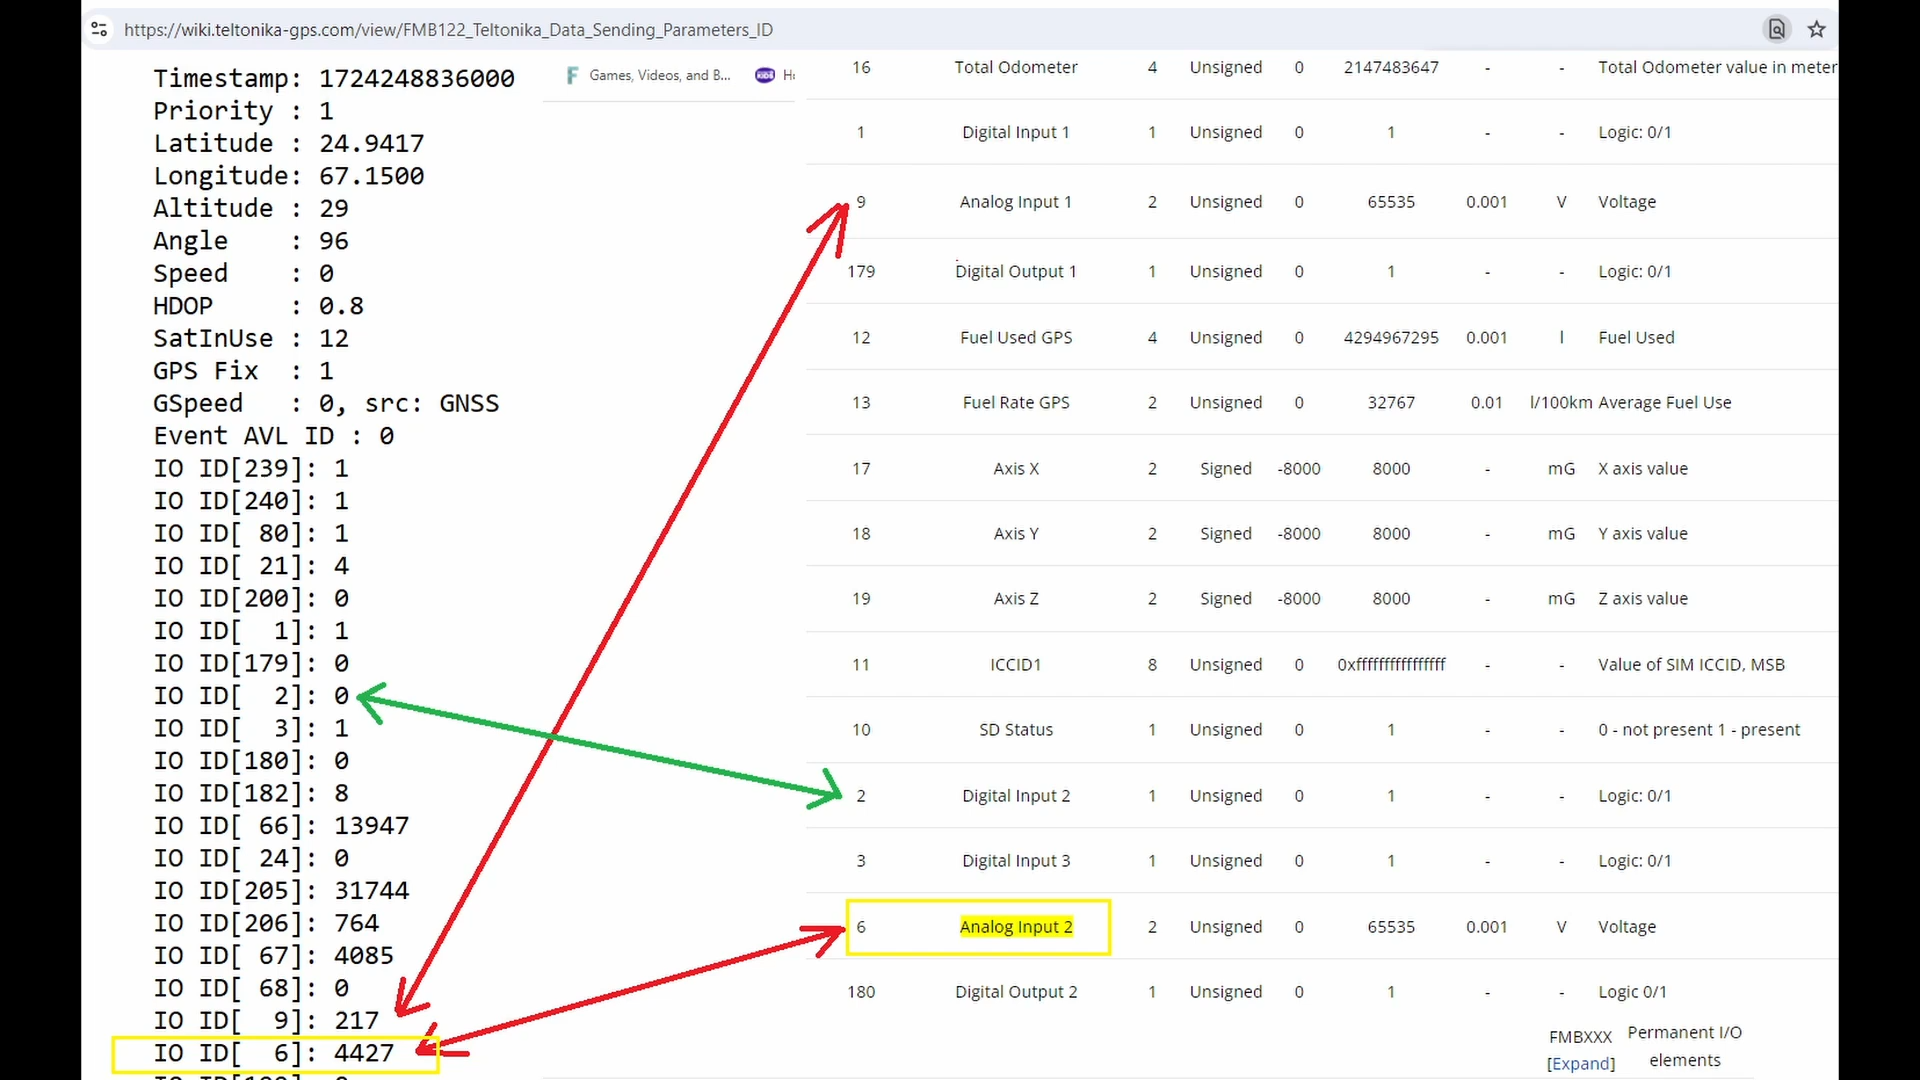 https://wiki.teltonika-gps.com/view/FMB122_Teltonika_Data_Sending_Parameters_ID
Timestamp: 1724248836000
Priority : 1
Latitude : 24.9417
Longitude: 67.1500
Altitude : 29
Angle    : 96
Speed    : 0
HDOP     : 0.8
SatInUse : 12
GPS Fix  : 1
GSpeed   : 0, src: GNSS
Event AVL ID : 0
IO ID[239]: 1
IO ID[240]: 1
IO ID[ 80]: 1
IO ID[ 21]: 4
IO ID[200]: 0
IO ID[  1]: 1
IO ID[179]: 0
IO ID[  2]: 0
IO ID[  3]: 1
IO ID[180]: 0
IO ID[182]: 8
IO ID[ 66]: 13947
IO ID[ 24]: 0
IO ID[205]: 31744
IO ID[206]: 764
IO ID[ 67]: 4085
IO ID[ 68]: 0
IO ID[  9]: 217
IO ID[  6]: 4427
Games, Videos, and B...
16 Total Odometer 4 Unsigned 0 2147483647 - - Total Odometer value in meter
1 Digital Input 1 1 Unsigned 0 1 - - Logic: 0/1
9 Analog Input 1 2 Unsigned 0 65535 0.001 V Voltage
179 Digital Output 1 1 Unsigned 0 1 - - Logic: 0/1
12 Fuel Used GPS 4 Unsigned 0 4294967295 0.001 l Fuel Used
13 Fuel Rate GPS 2 Unsigned 0 32767 0.01 l/100km Average Fuel Use
17 Axis X 2 Signed -8000 8000 - mG X axis value
18 Axis Y 2 Signed -8000 8000 - mG Y axis value
19 Axis Z 2 Signed -8000 8000 - mG Z axis value
11 ICCID1 8 Unsigned 0 0xffffffffffffffff - - Value of SIM ICCID, MSB
10 SD Status 1 Unsigned 0 1 - - 0 - not present 1 - present
2 Digital Input 2 1 Unsigned 0 1 - - Logic: 0/1
3 Digital Input 3 1 Unsigned 0 1 - - Logic: 0/1
6 Analog Input 2 2 Unsigned 0 65535 0.001 V Voltage
180 Digital Output 2 1 Unsigned 0 1 - - Logic 0/1
FMBXXX
[Expand]
Permanent I/O
elements